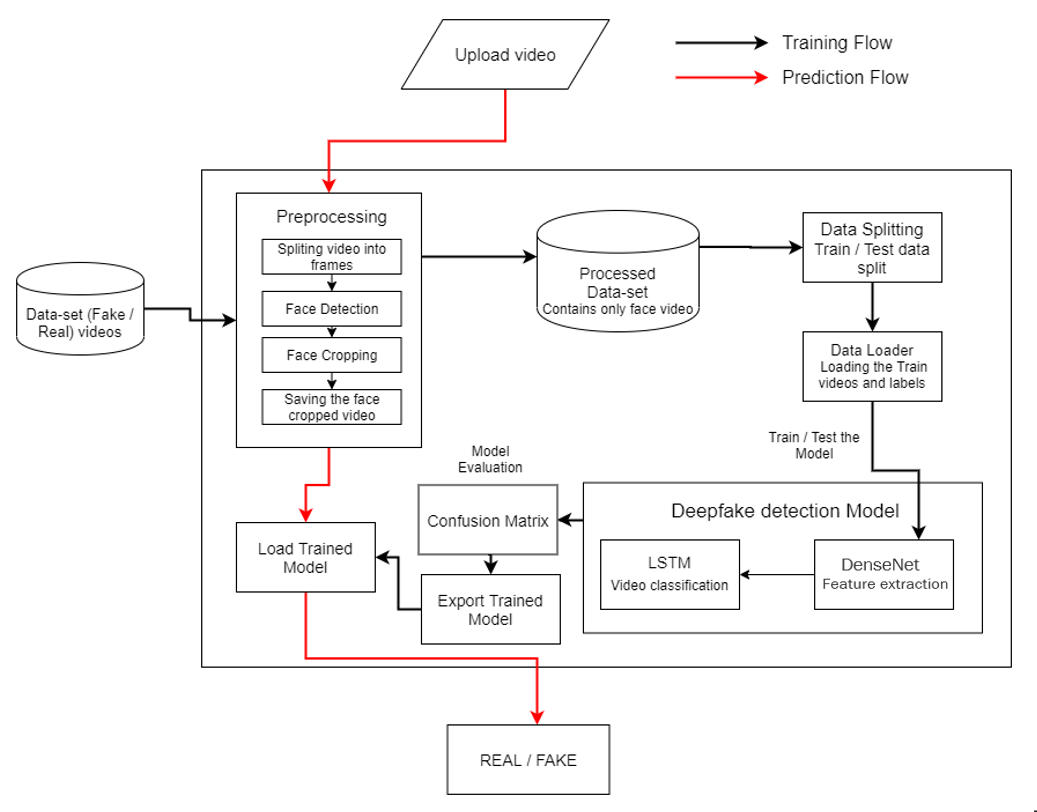 Upload video
Training Flow
Prediction Flow
Preprocessing
Spliting video into
frames
Face Detection
Face Cropping
Saving the face
cropped video
Data-set (Fake /
Real) videos
Processed
Data-set
Contains only face video
Data Splitting
Train / Test data
split
Data Loader
Loading the Train
videos and labels
Train / Test the
Model
Model
Evaluation
Confusion Matrix
Deepfake detection Model
LSTM
Video classification
DenseNet
Feature extraction
Load Trained
Model
Export Trained
Model
REAL / FAKE